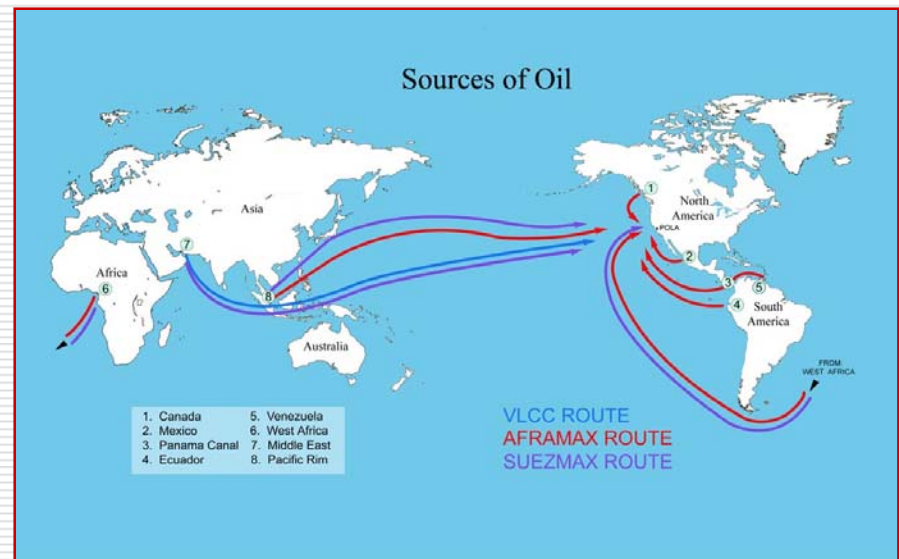 Sources of Oil
Asia
Africa
Australia
North
America
POLA
South
America
FROM
WEST AFRICA
1
2
3
4
5
6
7
8
1. Canada
2. Mexico
3. Panama Canal
4. Ecuador
5. Venezuela
6. West Africa
7. Middle East
8. Pacific Rim
VLCC ROUTE
AFRAMAX ROUTE
SUEZMAX ROUTE